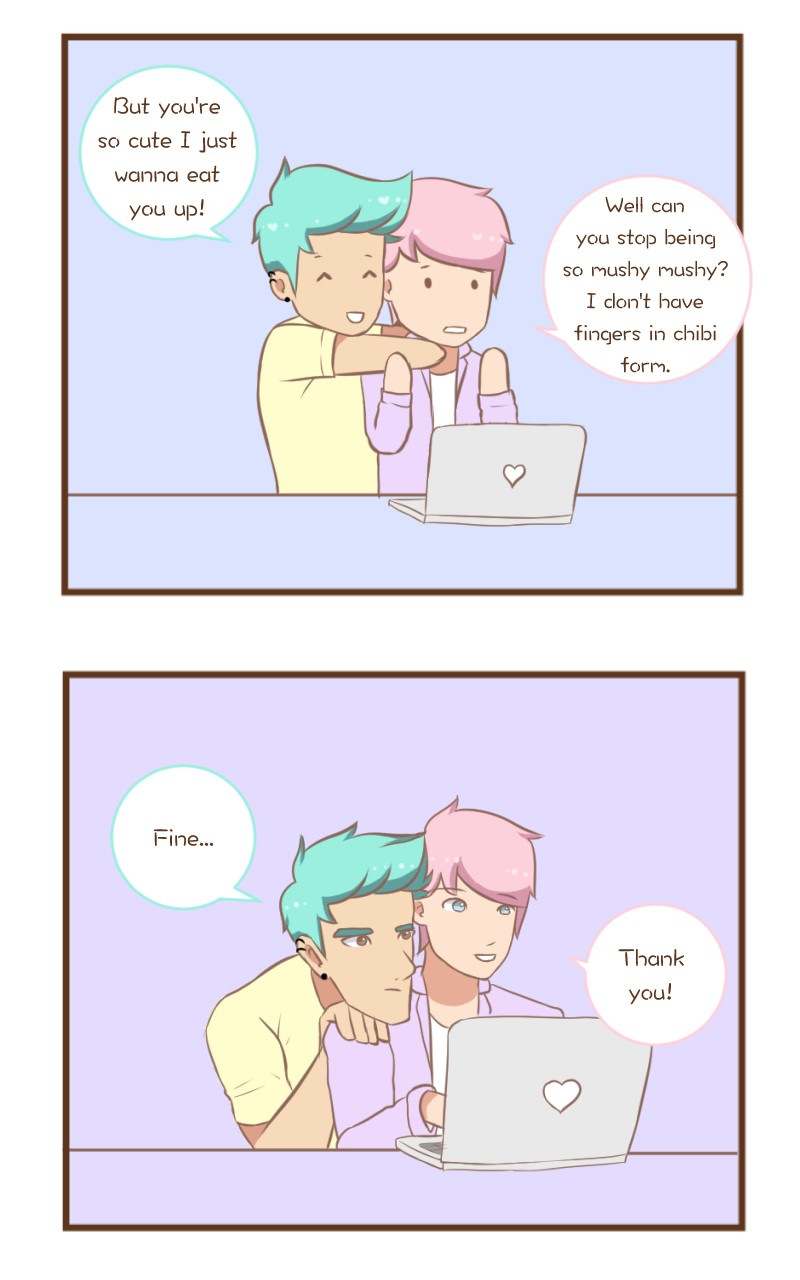 But you're
so cute I just
wanna eat
you up!
Well can
you stop being
so mushy mushy?
I don't have
fingers in chibi
form.
Fine...
Thank
you!